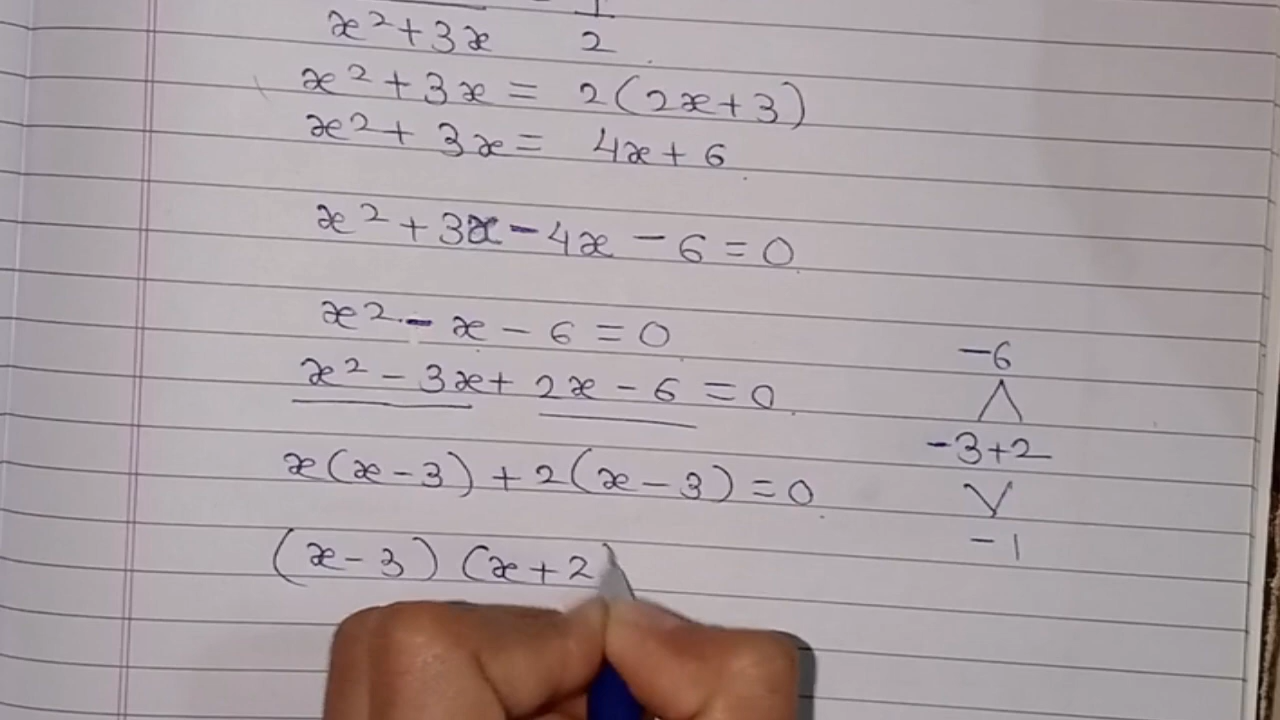 x² + 3x 2
x² + 3x = 2(2x + 3)
x² + 3x = 4x + 6
x² + 3x - 4x - 6 = 0
x² - x - 6 = 0
x² - 3x + 2x - 6 = 0
x(x - 3) + 2(x - 3) = 0
(x - 3) (x + 2)
-6
-3+2
-1